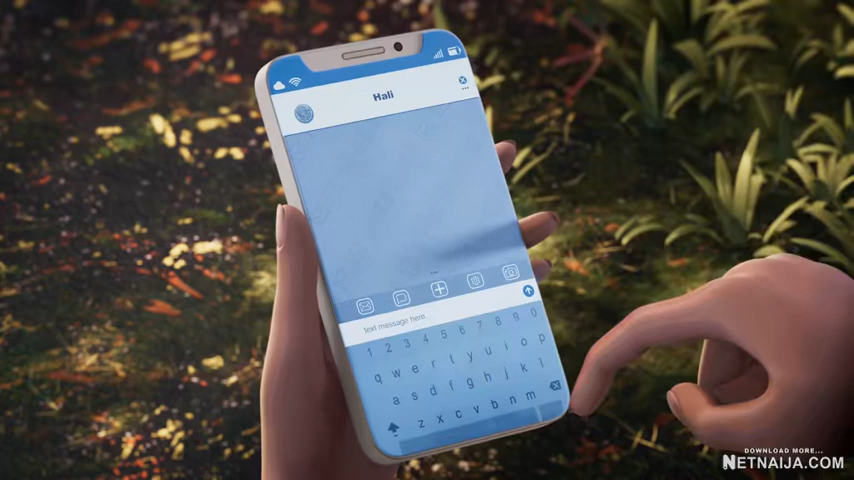 Hali
text message here.
1 2 3 4 5 6 7 8 9 0
q w e r t y u i o p
a s d f g h j k l
z x c v b n m
DOWNLOAD MORE...
NETNAIJA.COM